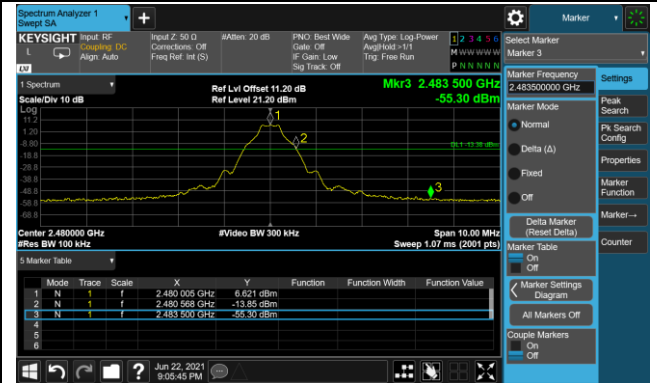 Spectrum Analyzer 1
Swept SA
Marker
KEYSIGHT
L
Input: RF
Coupling: DC
Align: Auto
Input Z: 50 Ω
Corrections: Off
Freq Ref: Int (S)
#Atten: 20 dB
PNO: Best Wide
Gate: Off
IF Gain: Low
Sig Track: Off
Avg Type: Log-Power
Avg|Hold:>1/1
Trig: Free Run
1 2 3 4 5 6
M W W W W W
P N N N N N
Select Marker
Marker 3
1 Spectrum
Scale/Div 10 dB
Log
Ref Lvl Offset 11.20 dB
Ref Level 21.20 dBm
Mkr3 2.483 500 GHz
-55.30 dBm
11.2
1.20
-8.80
-18.8
-28.8
-38.8
-48.8
-58.8
-68.8
1
2
3
DL1 -13.38 dBm
Center 2.480000 GHz
#Res BW 100 kHz
#Video BW 300 kHz
Span 10.00 MHz
Sweep 1.07 ms (2001 pts)
5 Marker Table
Mode Trace Scale X Y Function Function Width Function Value
1 N 1 f 2.480 005 GHz 6.621 dBm
2 N 1 f 2.480 568 GHz -13.85 dBm
3 N 1 f 2.483 500 GHz -55.30 dBm
4
5
6
Marker Frequency
2.483500000 GHz
Marker Mode
Normal
Delta (Δ)
Fixed
Off
Delta Marker
(Reset Delta)
Marker Table
On
Off
Marker Settings
Diagram
All Markers Off
Couple Markers
On
Off
Settings
Peak
Search
Pk Search
Config
Properties
Marker
Function
Marker→
Counter
?
Jun 22, 2021
9:05:45 PM